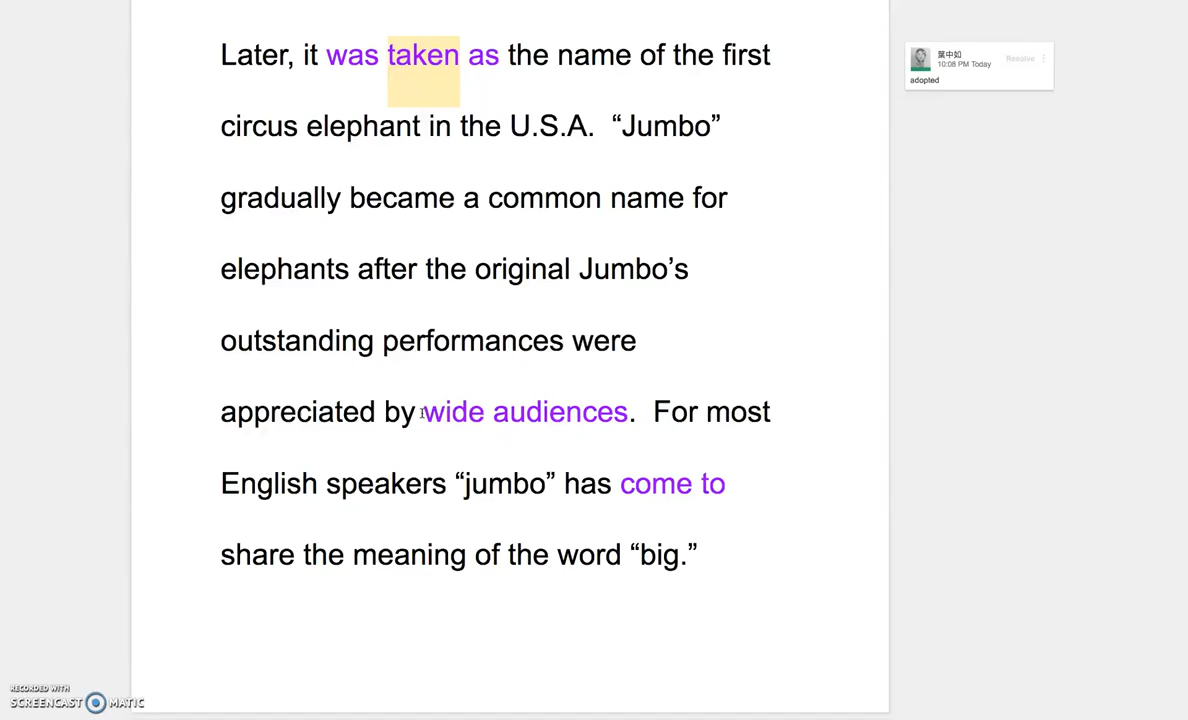 Later, it was taken as the name of the first
circus elephant in the U.S.A.  “Jumbo”
gradually became a common name for
elephants after the original Jumbo’s
outstanding performances were
appreciated by wide audiences.  For most
English speakers “jumbo” has come to
share the meaning of the word “big.”
葉中如
10:08 PM Today
Resolve
adopted
RECORDED WITH
SCREENCAST MATIC